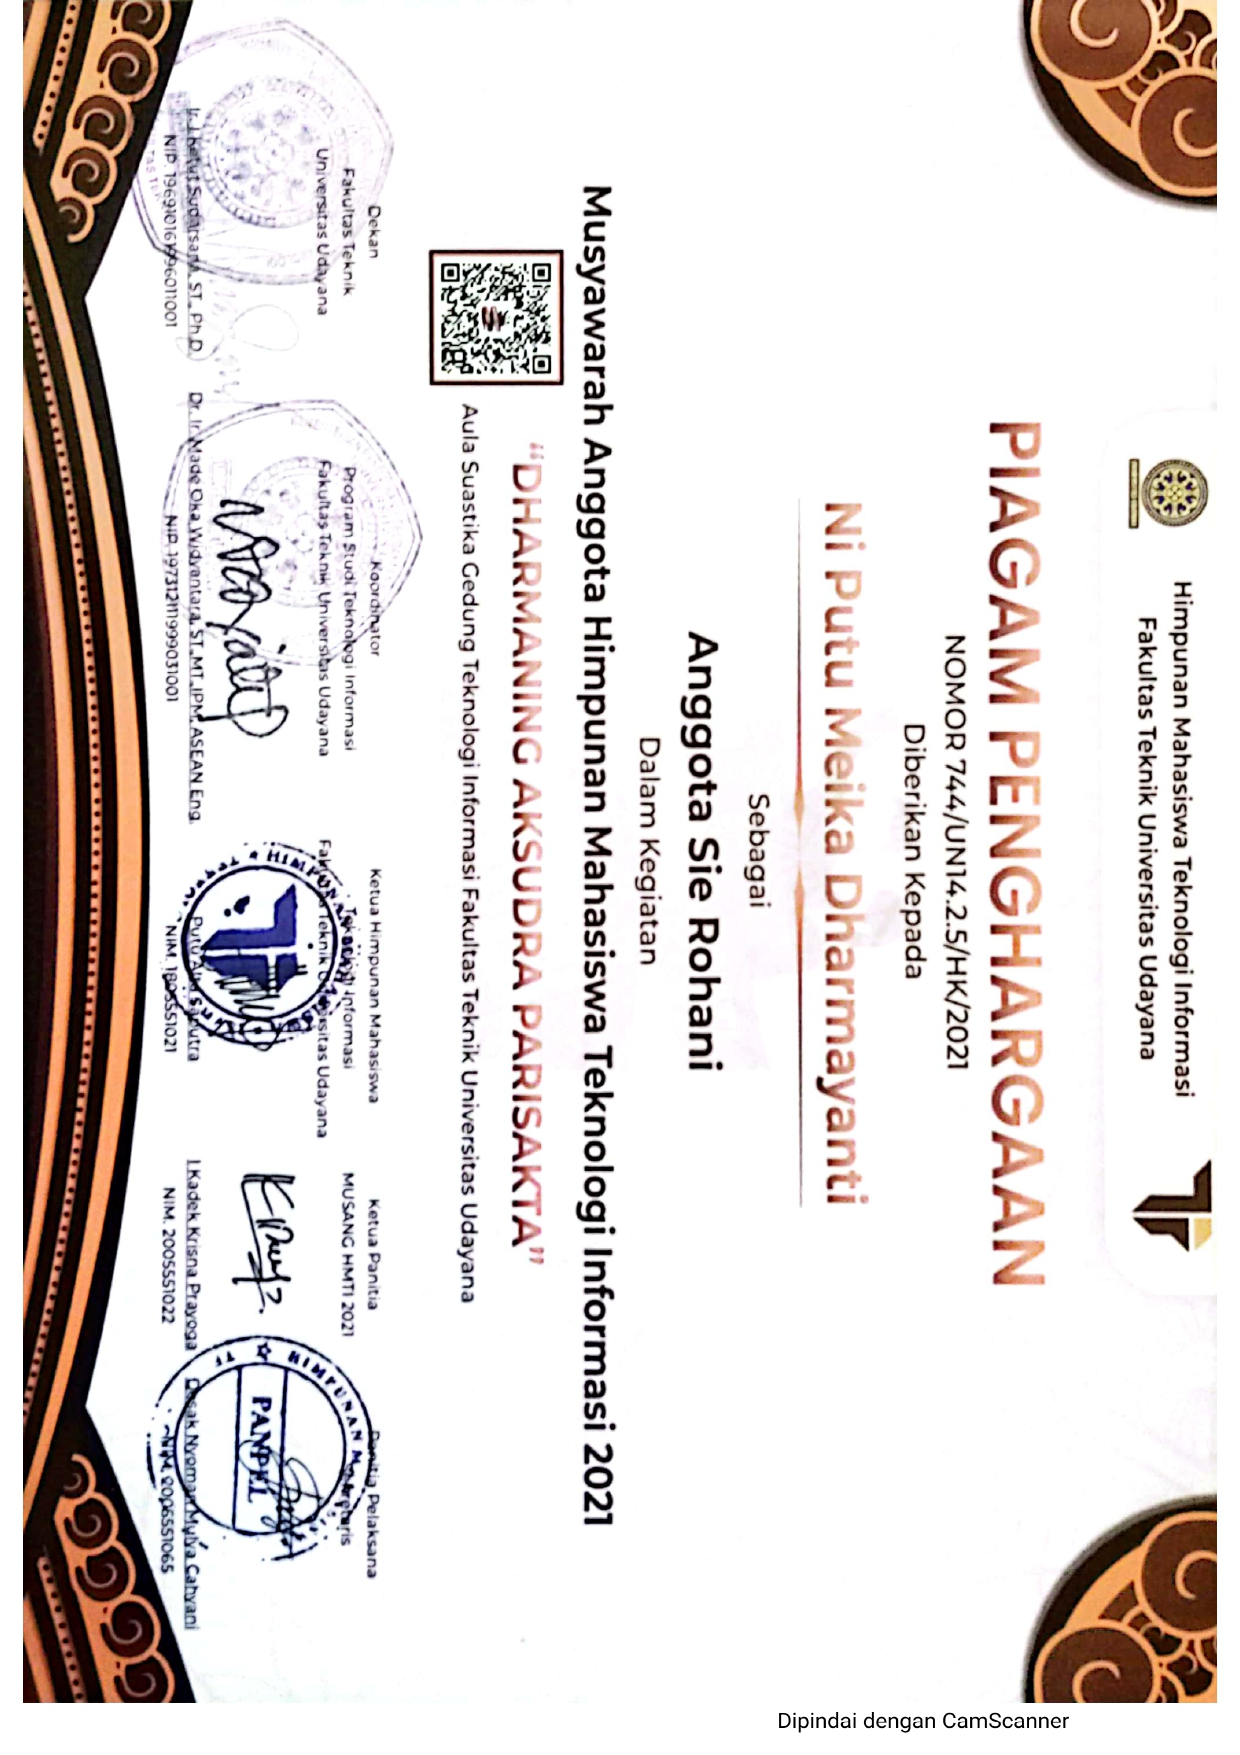 Himpunan Mahasiswa Teknologi Informasi
Fakultas Teknik Universitas Udayana
PIAGAM PENGHARGAAN
NOMOR 744/UN14.2.5/HK/2021
Diberikan Kepada
Ni Putu Meika Dharmayanti
Sebagai
Anggota Sie Rohani
Dalam Kegiatan
Musyawarah Anggota Himpunan Mahasiswa Teknologi Informasi 2021
“DHARMANING AKSUDRA PARISAKTA”
Aula Suastika Gedung Teknologi Informasi Fakultas Teknik Universitas Udayana
Dekan
Fakultas Teknik
Universitas Udayana
Ir. I Ketut Sudarsana, ST., Ph.D.
NIP. 196910161996011001
Koordinator
Program Studi Teknologi Informasi
Fakultas Teknik Universitas Udayana
Dr. Ir. Made Oka Widyantara, ST.,MT.,IPM, ASEAN Eng.
NIP. 197312111999031001
Ketua Himpunan Mahasiswa
Teknologi Informasi
Fakultas Teknik Universitas Udayana
Putu Saputra
NIM. 1805551021
Ketua Panitia
MUSANG HMTI 2021
I Kadek Krisna Prayoga
NIM. 2005551022
Panitia Pelaksana
Sekretaris
PANPEL
Desak Nyoman Mulya Cahyani
NIM. 2006551065
Dipindai dengan CamScanner